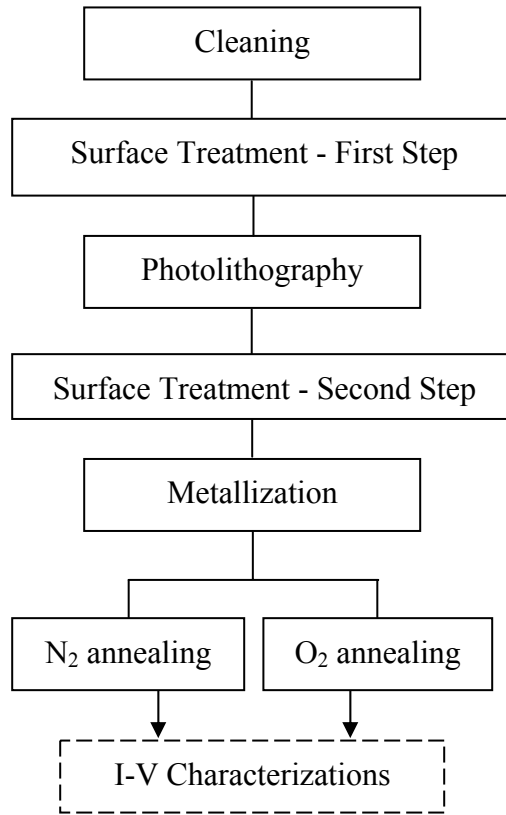 Cleaning
Surface Treatment - First Step
Photolithography
Surface Treatment - Second Step
Metallization
N₂ annealing
O₂ annealing
I-V Characterizations